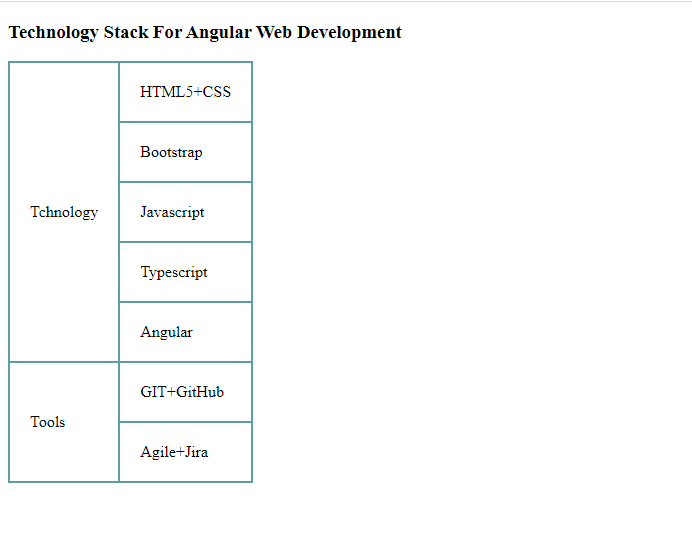 Technology Stack For Angular Web Development
HTML5+CSS
Bootstrap
Tchnology
Javascript
Typescript
Angular
GIT+GitHub
Tools
Agile+Jira